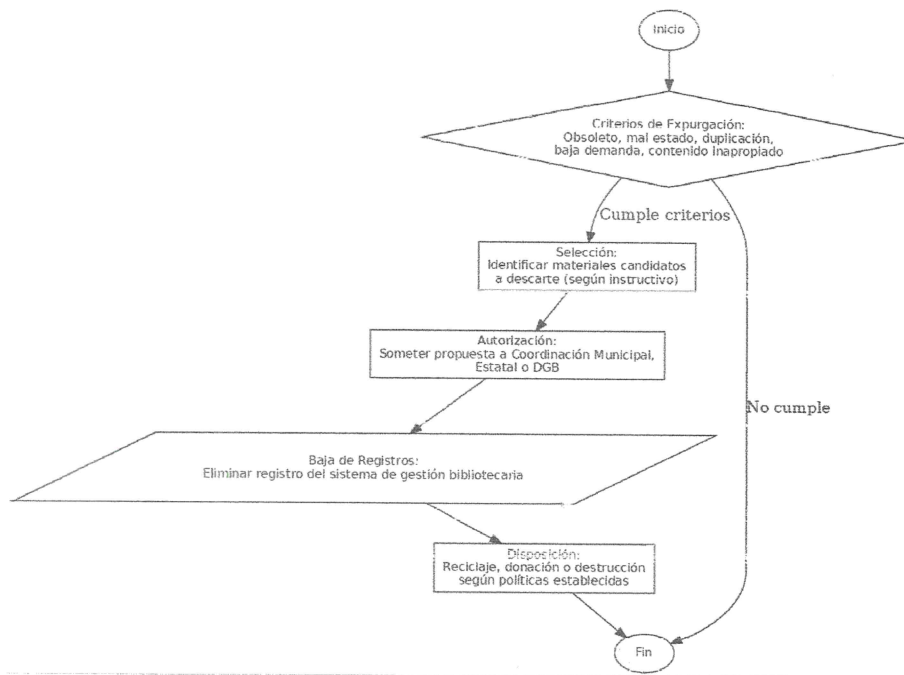 Inicio
Criterios de Expurgación:
Obsoleto, mal estado, duplicación,
baja demanda, contenido inapropiado
Cumple criterios
Selección:
Identificar materiales candidatos
a descarte (según instructivo)
Autorización:
Someter propuesta a Coordinación Municipal,
Estatal o DGB
No cumple
Baja de Registros:
Eliminar registro del sistema de gestión bibliotecaria
Disposición:
Reciclaje, donación o destrucción
según políticas establecidas
Fin